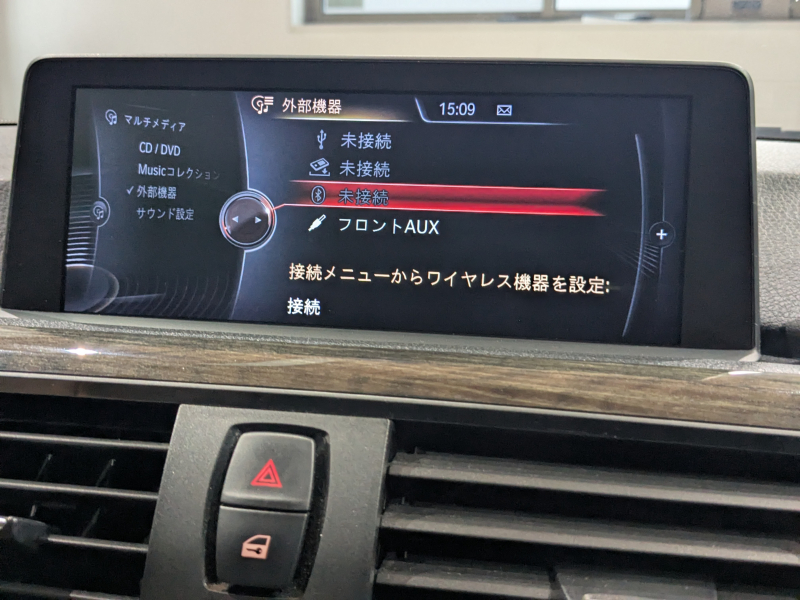 外部機器
15:09
マルチメディア
CD / DVD
Musicコレクション
✓ 外部機器
サウンド設定
未接続
未接続
未接続
フロントAUX
接続メニューからワイヤレス機器を設定:
接続